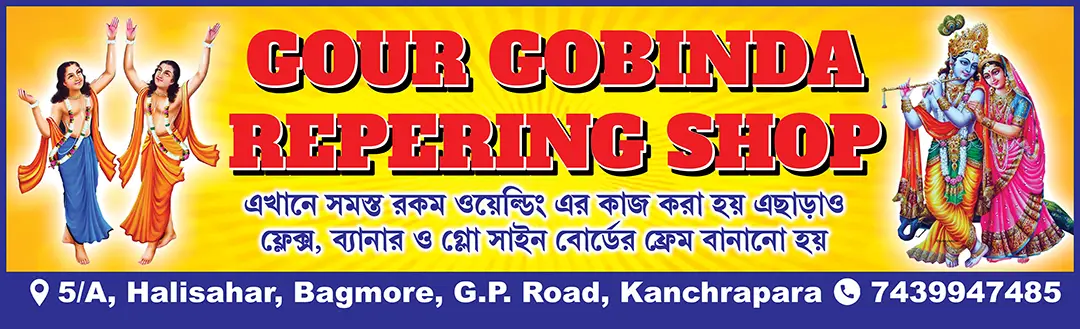 GOUR GOBINDA
REPERING SHOP
এখানে সমস্ত রকম ওয়েল্ডিং এর কাজ করা হয় এছাড়াও
ফ্লেক্স, ব্যানার ও গ্লো সাইন বোর্ডের ফ্রেম বানানো হয়
5/A, Halisahar, Bagmore, G.P. Road, Kanchrapara 7439947485